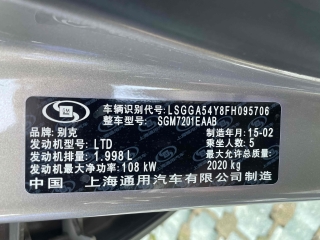 车辆识别代号: LSGGA54Y8FH095706
整车型号: SGM7201EAAB
品牌: 别克 制造年月: 15-02
发动机型号: LTD 乘坐人数: 5
发动机排量: 1.998 L 最大允许总质量:
发动机最大净功率: 108 kW 2020 kg
中国 上海通用汽车有限公司制造